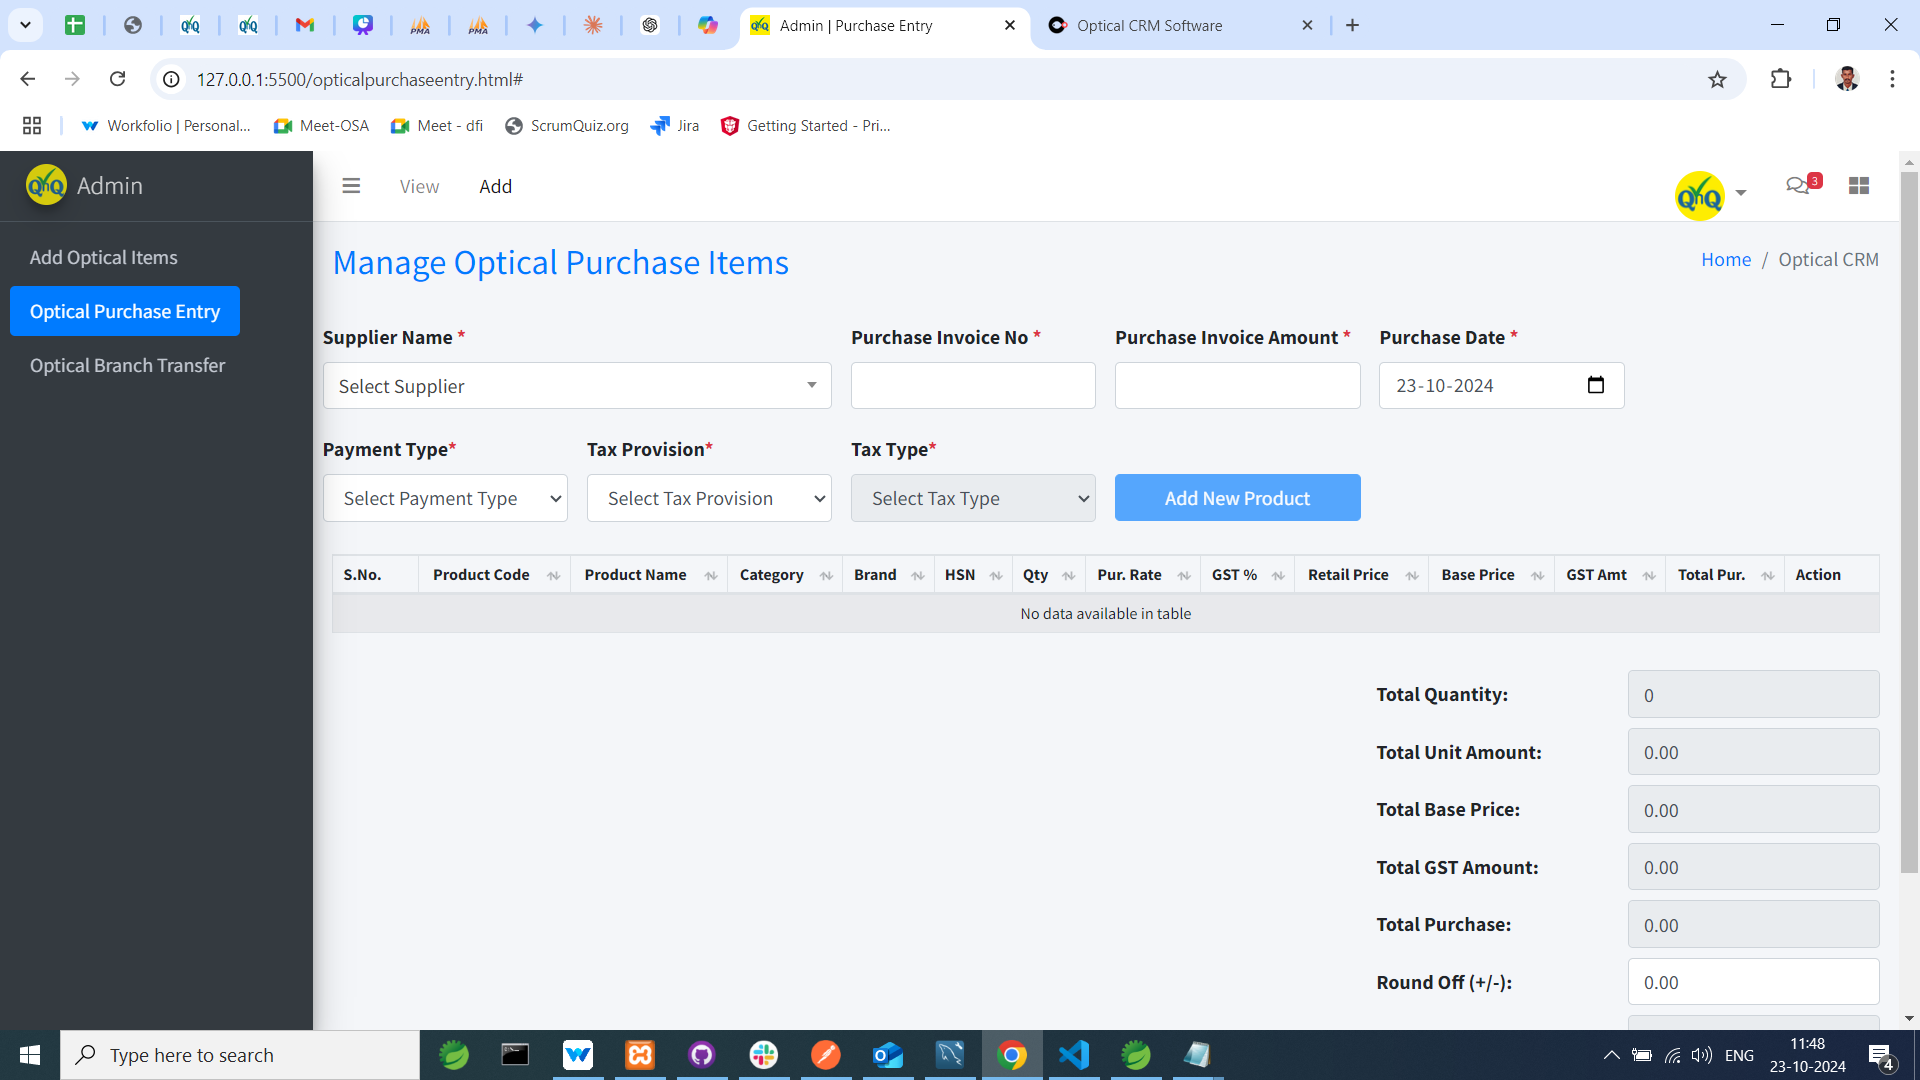 Admin | Purchase Entry
Optical CRM Software
127.0.0.1:5500/opticalpurchaseentry.html#
Workfolio | Personal...
Meet-OSA
Meet - dfi
ScrumQuiz.org
Jira
Getting Started - Pri...
QnQ Admin
View
Add
QnQ
3
Manage Optical Purchase Items
Home / Optical CRM
Add Optical Items
Optical Purchase Entry
Optical Branch Transfer
Supplier Name *
Purchase Invoice No *
Purchase Invoice Amount *
Purchase Date *
Select Supplier
23-10-2024
Payment Type*
Tax Provision*
Tax Type*
Select Payment Type
Select Tax Provision
Select Tax Type
Add New Product
S.No. Product Code Product Name Category Brand HSN Qty Pur. Rate GST % Retail Price Base Price GST Amt Total Pur. Action
No data available in table
Total Quantity: 0
Total Unit Amount: 0.00
Total Base Price: 0.00
Total GST Amount: 0.00
Total Purchase: 0.00
Round Off (+/-): 0.00
Type here to search
ENG
11:48
23-10-2024
4